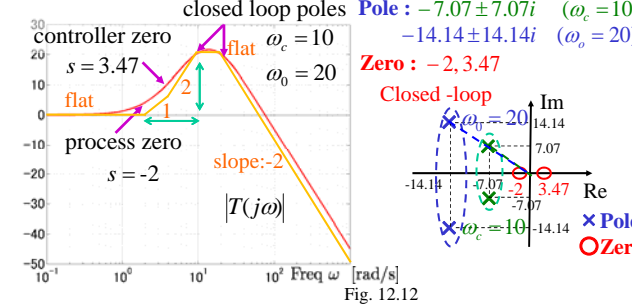 closed loop poles
controller zero
s = 3.47
flat
ω_c = 10
ω_0 = 20
flat
2
1
process zero
s = -2
slope:-2
|T(jω)|
30
20
10
0
-10
-20
-30
-40
-50
10^-1
10^0
10^1
10^2
Freq ω [rad/s]
Fig. 12.12
Pole : −7.07 ± 7.07i (ω_c = 10
−14.14 ± 14.14i (ω_o = 20)
Zero : − 2, 3.47
Closed -loop
Im
ω_0 = 20
14.14
7.07
-14.14
-7.07
-2
3.47
Re
-7.07
ω_c = 10
-14.14
× Pole
O Zer